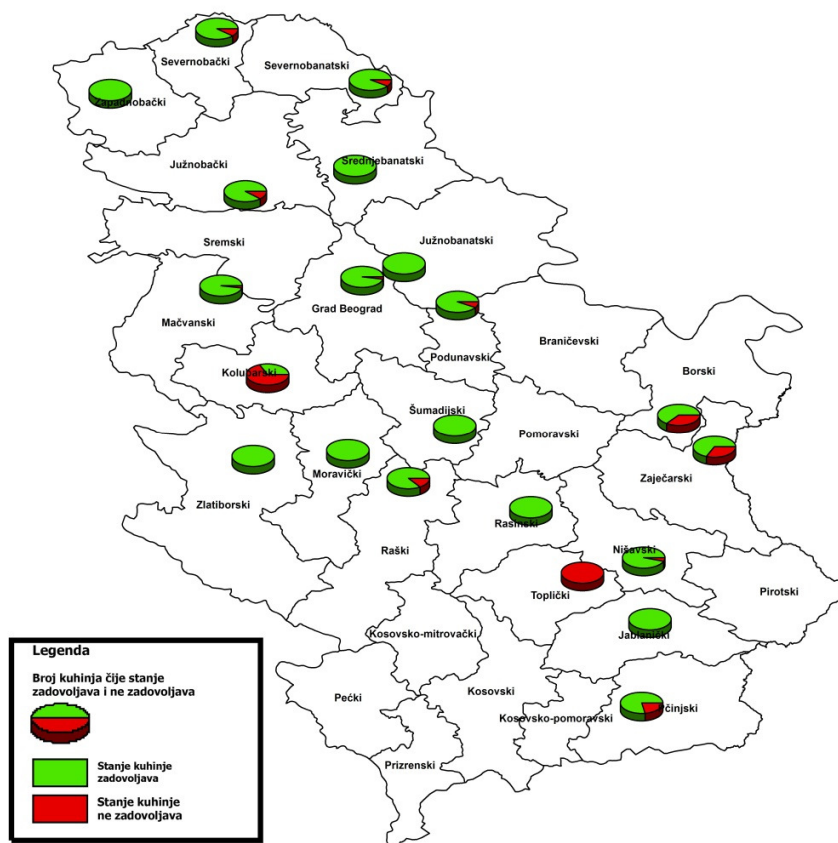 Severnobački
Severnobanatski
Zapadnobački
Južnobački
Srednjebanatski
Sremski
Južnobanatski
Mačvanski
Grad Beograd
Podunavski
Braničevski
Kolubarski
Borski
Šumadijski
Pomoravski
Moravički
Zaječarski
Zlatiborski
Rasinski
Raški
Nišavski
Toplički
Pirotski
Kosovsko-mitrovački
Jablanički
Pećki
Kosovski
Kosovsko-pomoravski
Prizrenski
Legenda
Broj kuhinja čije stanje
zadovoljava i ne zadovoljava
Stanje kuhinje
zadovoljava
Stanje kuhinje
ne zadovoljava